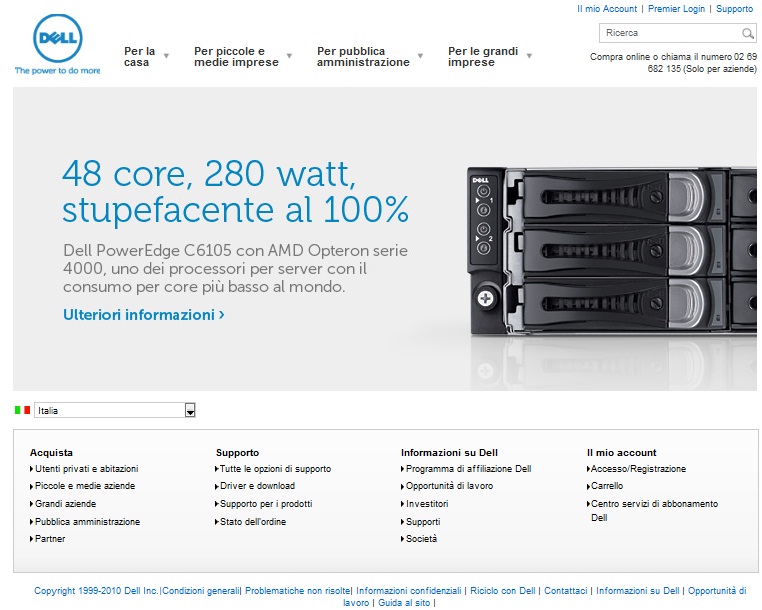 Il mio Account | Premier Login | Supporto
DELL
The power to do more
Per la
casa
Per piccole e
medie imprese
Per pubblica
amministrazione
Per le grandi
imprese
Ricerca
Compra online o chiama il numero 02 69
682 135 (Solo per aziende)
48 core, 280 watt,
stupefacente al 100%
Dell PowerEdge C6105 con AMD Opteron serie
4000, uno dei processori per server con il
consumo per core più basso al mondo.
Ulteriori informazioni ›
DELL
1
2
Italia
Acquista
Utenti privati e abitazioni
Piccole e medie aziende
Grandi aziende
Pubblica amministrazione
Partner
Supporto
Tutte le opzioni di supporto
Driver e download
Supporto per i prodotti
Stato dell'ordine
Informazioni su Dell
Programma di affiliazione Dell
Opportunità di lavoro
Investitori
Supporti
Società
Il mio account
Accesso/Registrazione
Carrello
Centro servizi di abbonamento
Dell
Copyright 1999-2010 Dell Inc.|Condizioni generali| Problematiche non risolte| Informazioni confidenziali | Riciclo con Dell | Contattaci | Informazioni su Dell | Opportunità di
lavoro | Guida al sito |